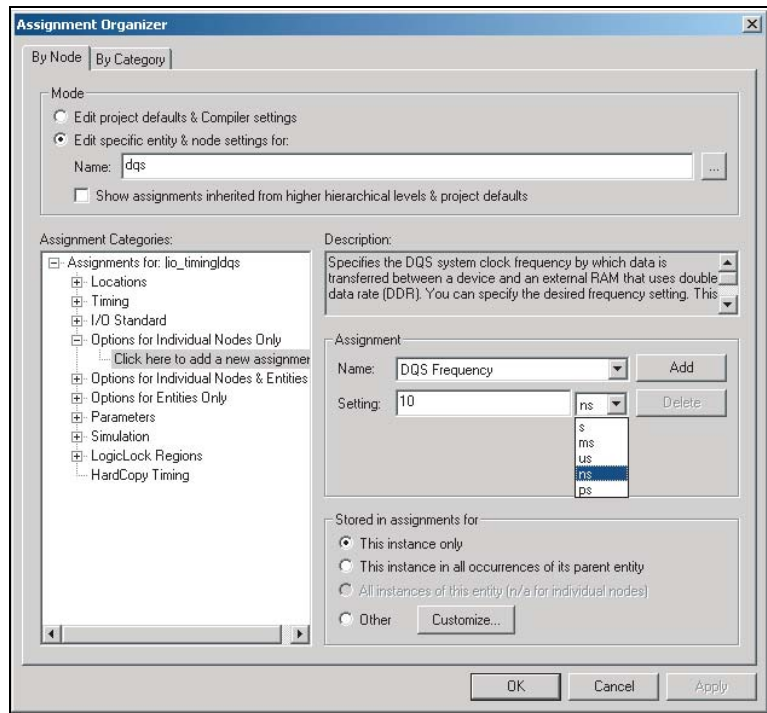 Assignment Organizer
By Node
By Category
Mode
Edit project defaults & Compiler settings
Edit specific entity & node settings for:
Name:
dqs
...
Show assignments inherited from higher hierarchical levels & project defaults
Assignment Categories:
Assignments for: |io_timing|dqs
Locations
Timing
I/O Standard
Options for Individual Nodes Only
Click here to add a new assignmer
Options for Individual Nodes & Entities
Options for Entities Only
Parameters
Simulation
LogicLock Regions
HardCopy Timing
Description:
Specifies the DQS system clock frequency by which data is
transferred between a device and an external RAM that uses double
data rate (DDR). You can specify the desired frequency setting. This
Assignment
Name:
DQS Frequency
Add
Setting:
10
ns
Delete
s
ms
us
ns
ps
Stored in assignments for
This instance only
This instance in all occurrences of its parent entity
All instances of this entity (n/a for individual nodes)
Other
Customize...
OK
Cancel
Apply